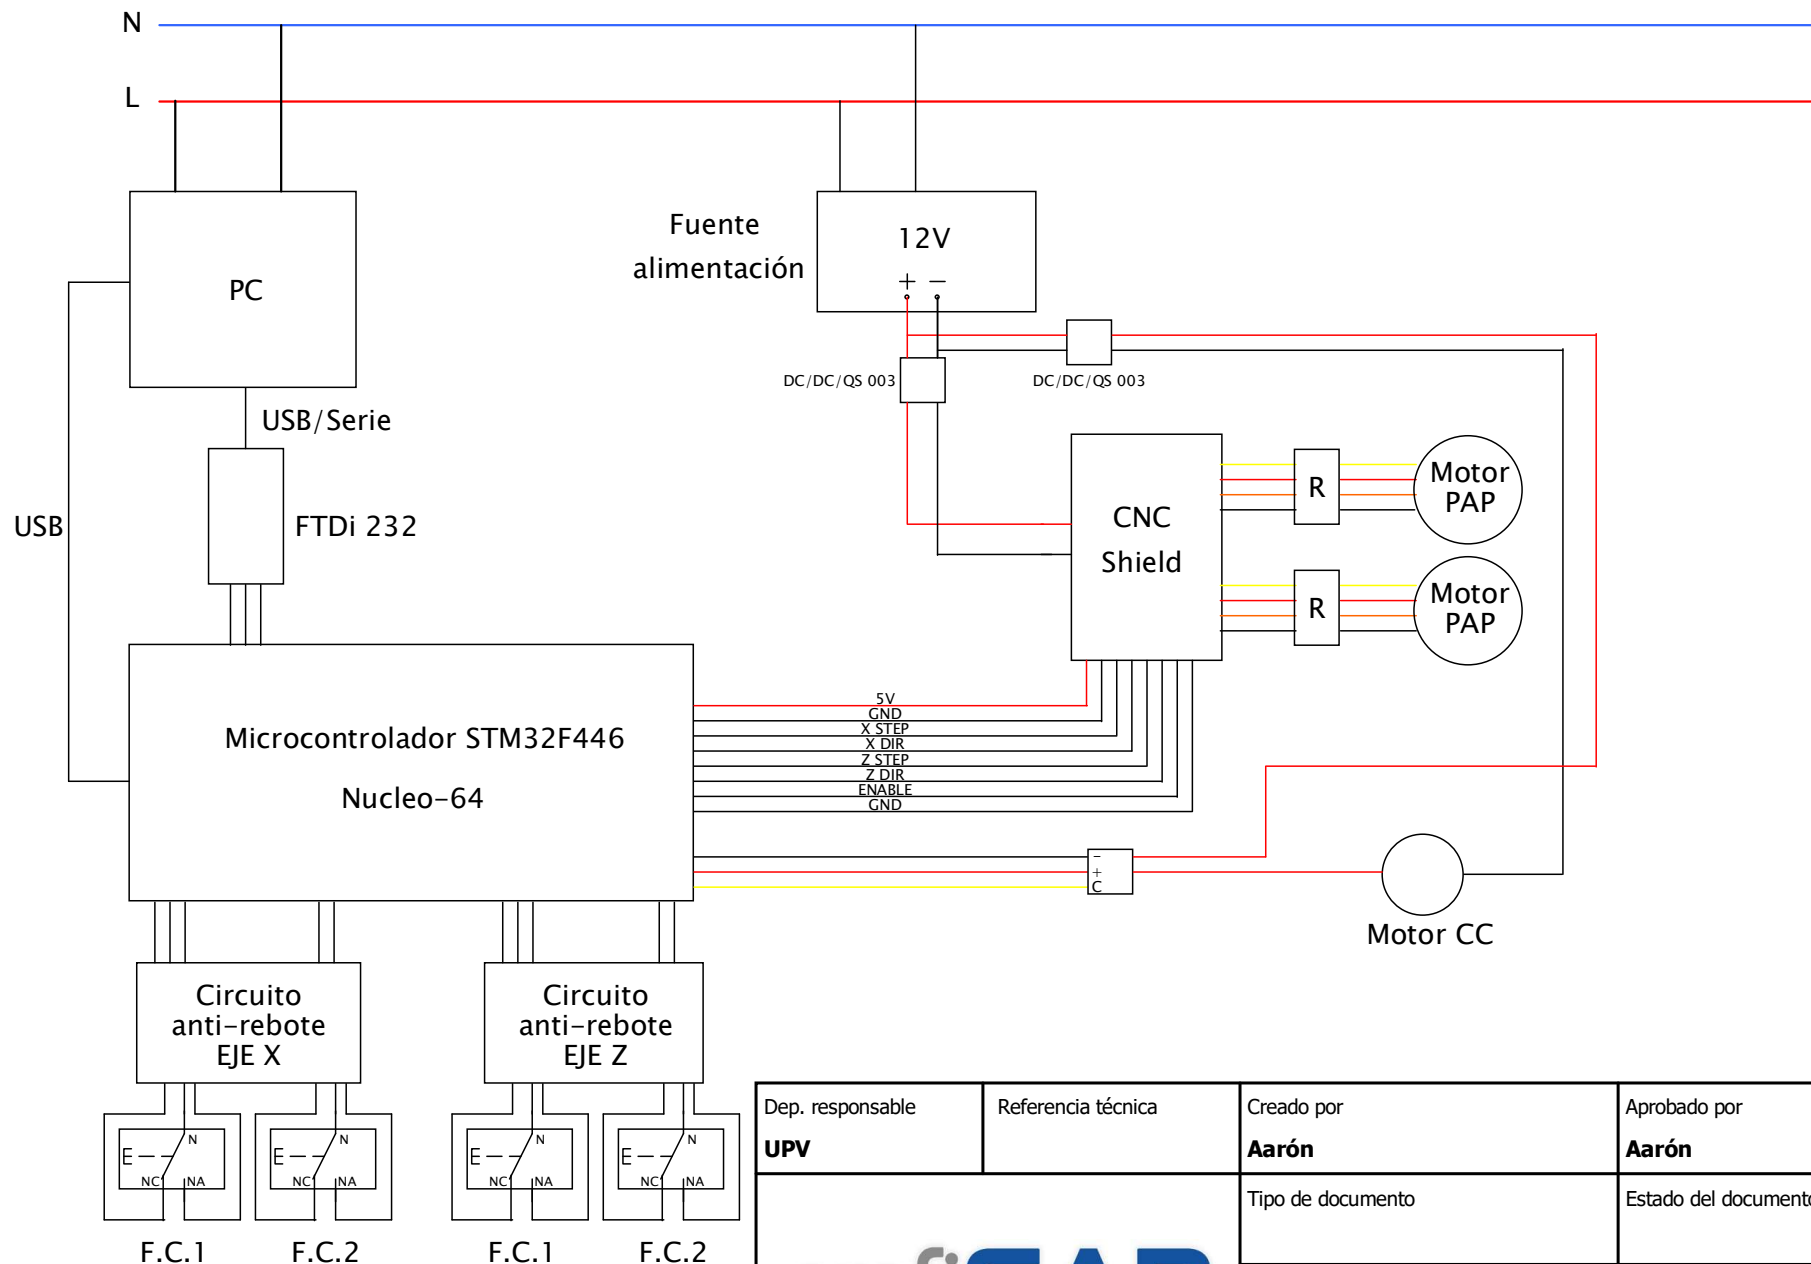 N
L
Fuente
alimentación
12V
+ −
PC
DC/DC/QS 003
DC/DC/QS 003
USB/Serie
USB
FTDi 232
CNC
Shield
R
Motor
PAP
R
Motor
PAP
Microcontrolador STM32F446
Nucleo-64
5V
GND
X STEP
X DIR
Z STEP
Z DIR
ENABLE
GND
−
+
C
Motor CC
Circuito
anti-rebote
EJE X
Circuito
anti-rebote
EJE Z
N
NC NA
N
NC NA
N
NC NA
N
NC NA
F.C.1
F.C.2
F.C.1
F.C.2
Dep. responsable
UPV
Referencia técnica
Creado por
Aarón
Aprobado por
Aarón
Tipo de documento
Estado del documento